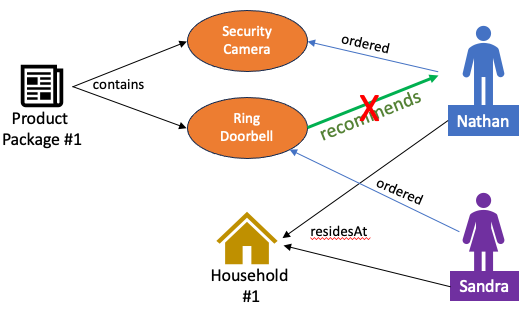 Security
Camera
ordered
contains
Product
Package #1
Ring
Doorbell
recommends
Nathan
ordered
residesAt
Household
#1
Sandra